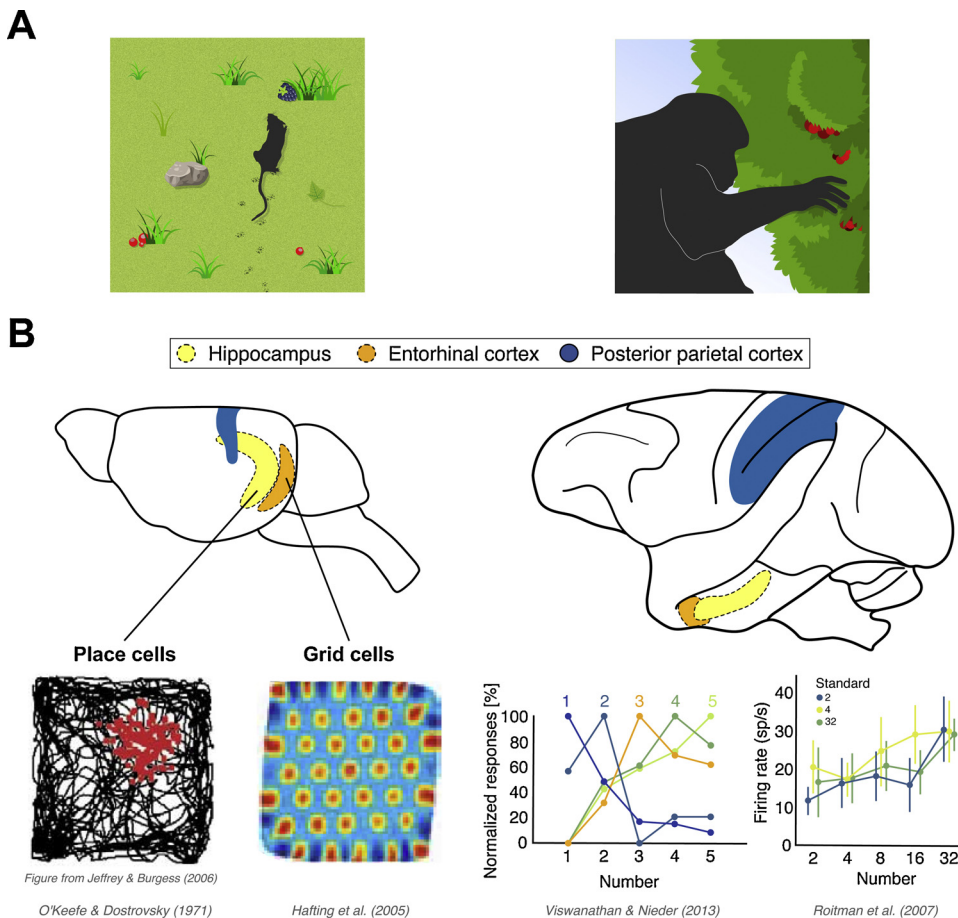 A
B
Hippocampus Entorhinal cortex Posterior parietal cortex
Place cells Grid cells
Figure from Jeffrey & Burgess (2006)
O'Keefe & Dostrovsky (1971)
Hafting et al. (2005)
Normalized responses [%]
100
80
60
40
20
0
1 2 3 4 5
1 2 3 4 5
Number
Viswanathan & Nieder (2013)
Firing rate (sp/s)
Standard
2
4
32
40
30
20
10
0
2 4 8 16 32
Number
Roitman et al. (2007)